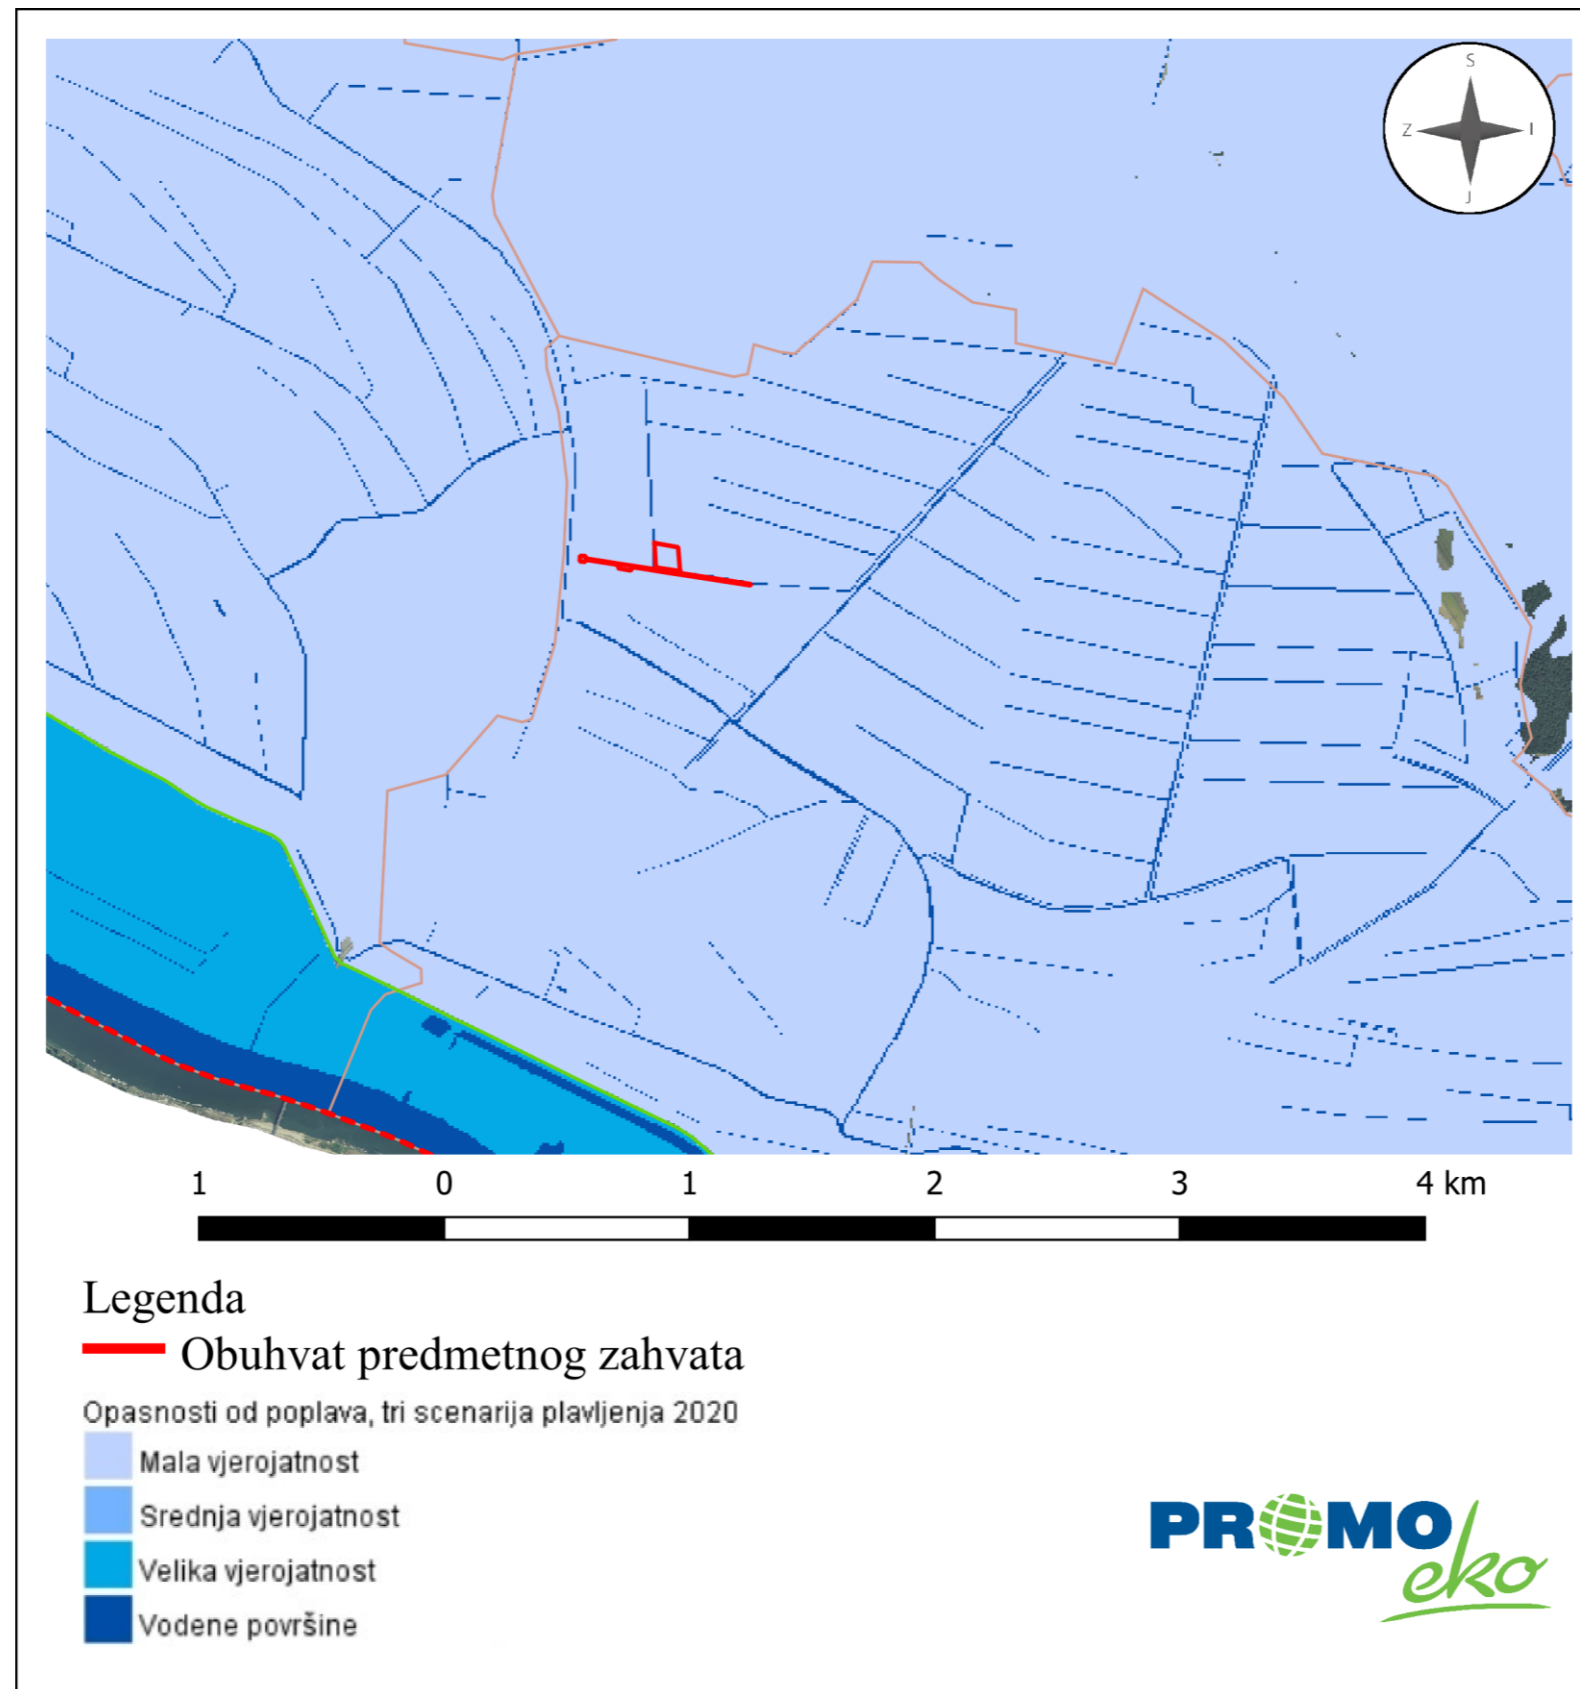 S
Z
I
J
1 0 1 2 3 4 km
Legenda
Obuhvat predmetnog zahvata
Opasnosti od poplava, tri scenarija plavljenja 2020
Mala vjerojatnost
Srednja vjerojatnost
Velika vjerojatnost
Vodene površine
PROMO
eko